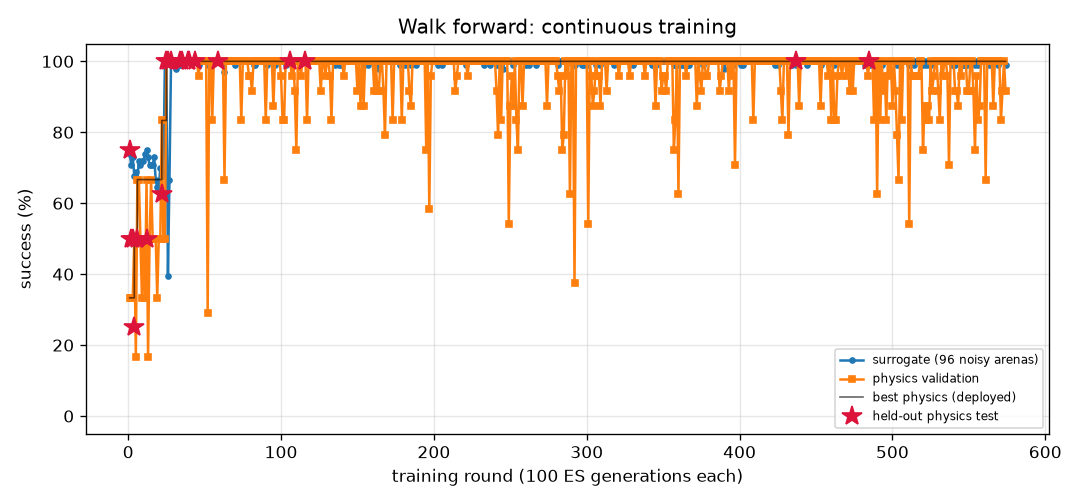 Walk forward: continuous training
success (%)
100
80
60
40
20
0
0 100 200 300 400 500 600
training round (100 ES generations each)
surrogate (96 noisy arenas)
physics validation
best physics (deployed)
held-out physics test